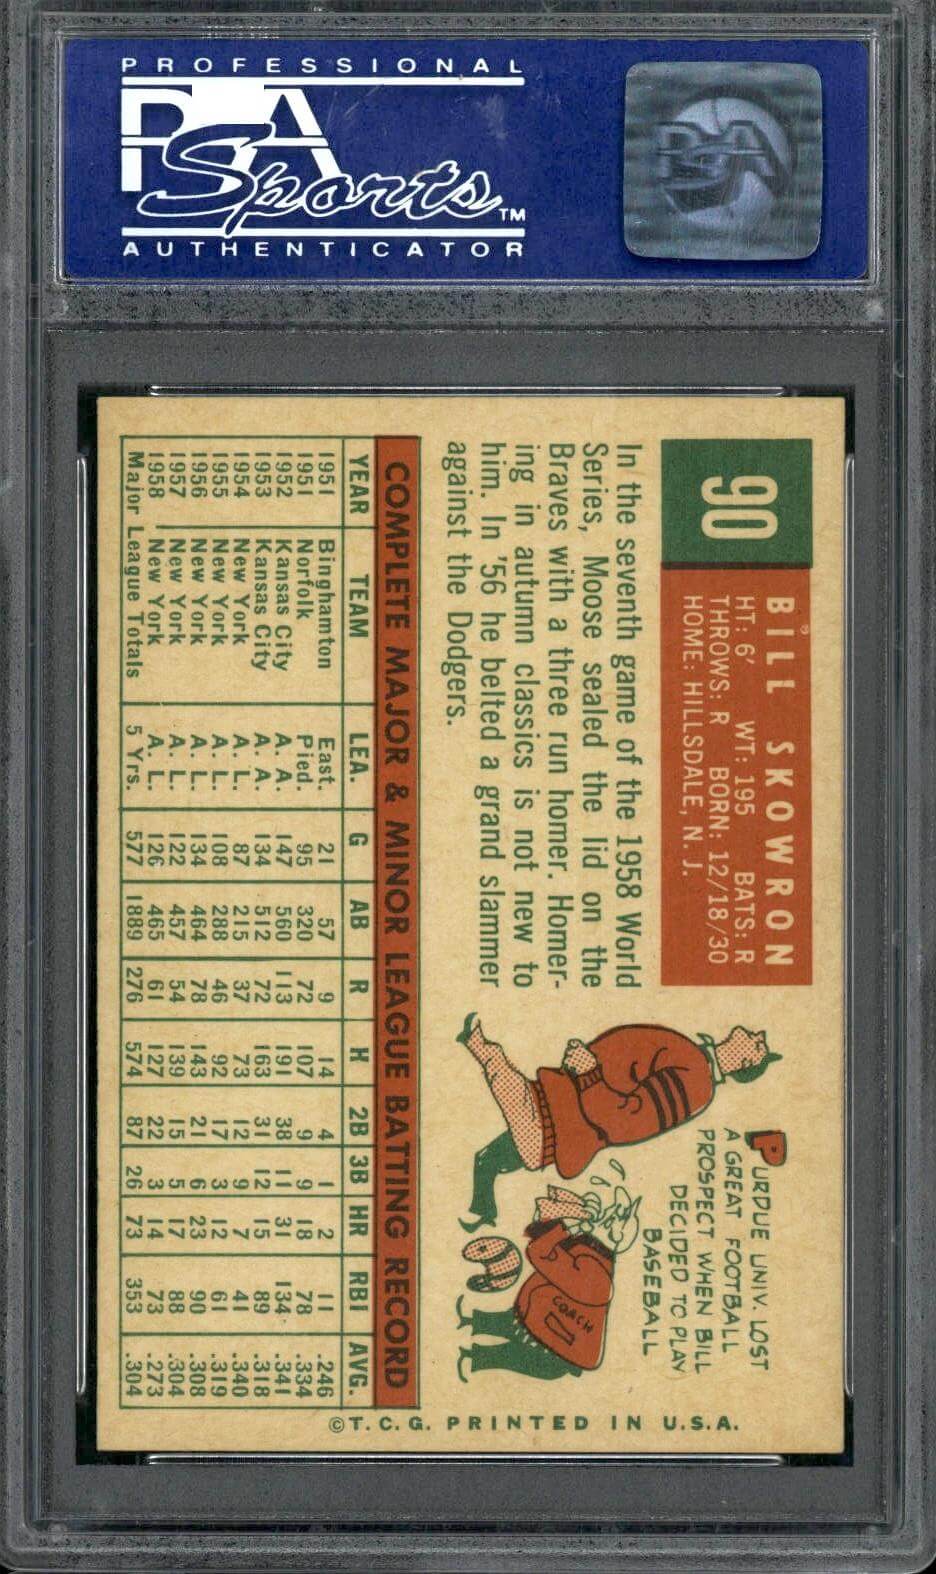 PROFESSIONAL
PSA
Sports™
AUTHENTICATOR
PSA
90
BILL SKOWRON
HT: 6' WT: 195 BATS: R
THROWS: R BORN: 12/18/30
HOME: HILLSDALE, N. J.
In the seventh game of the 1958 World
Series, Moose sealed the lid on the
Braves with a three run homer. Homer-
ing in autumn classics is not new to
him. In '56 he belted a grand slammer
against the Dodgers.
PURDUE UNIV. LOST
A GREAT FOOTBALL
PROSPECT WHEN BILL
DECIDED TO PLAY
BASEBALL
COACH
COMPLETE MAJOR & MINOR LEAGUE BATTING RECORD
YEAR TEAM LEA. G AB R H 2B 3B HR RBI AVG.
1951 Binghamton East. 21 57 9 14 4 1 2 11 .246
1951 Norfolk Pied. 95 320 72 107 9 9 18 78 .334
1952 Kansas City A. A. 147 560 113 191 38 11 31 134 .341
1953 Kansas City A. A. 134 512 72 163 31 12 15 89 .318
1954 New York A. L. 87 215 37 73 12 9 7 41 .340
1955 New York A. L. 108 288 46 92 17 3 12 61 .319
1956 New York A. L. 134 464 78 143 21 6 23 90 .308
1957 New York A. L. 122 457 54 139 15 5 17 88 .304
1958 New York A. L. 126 465 61 127 22 3 14 73 .273
Major League Totals 5 Yrs. 577 1889 276 574 87 26 73 353 .304
©T. C. G. PRINTED IN U.S.A.